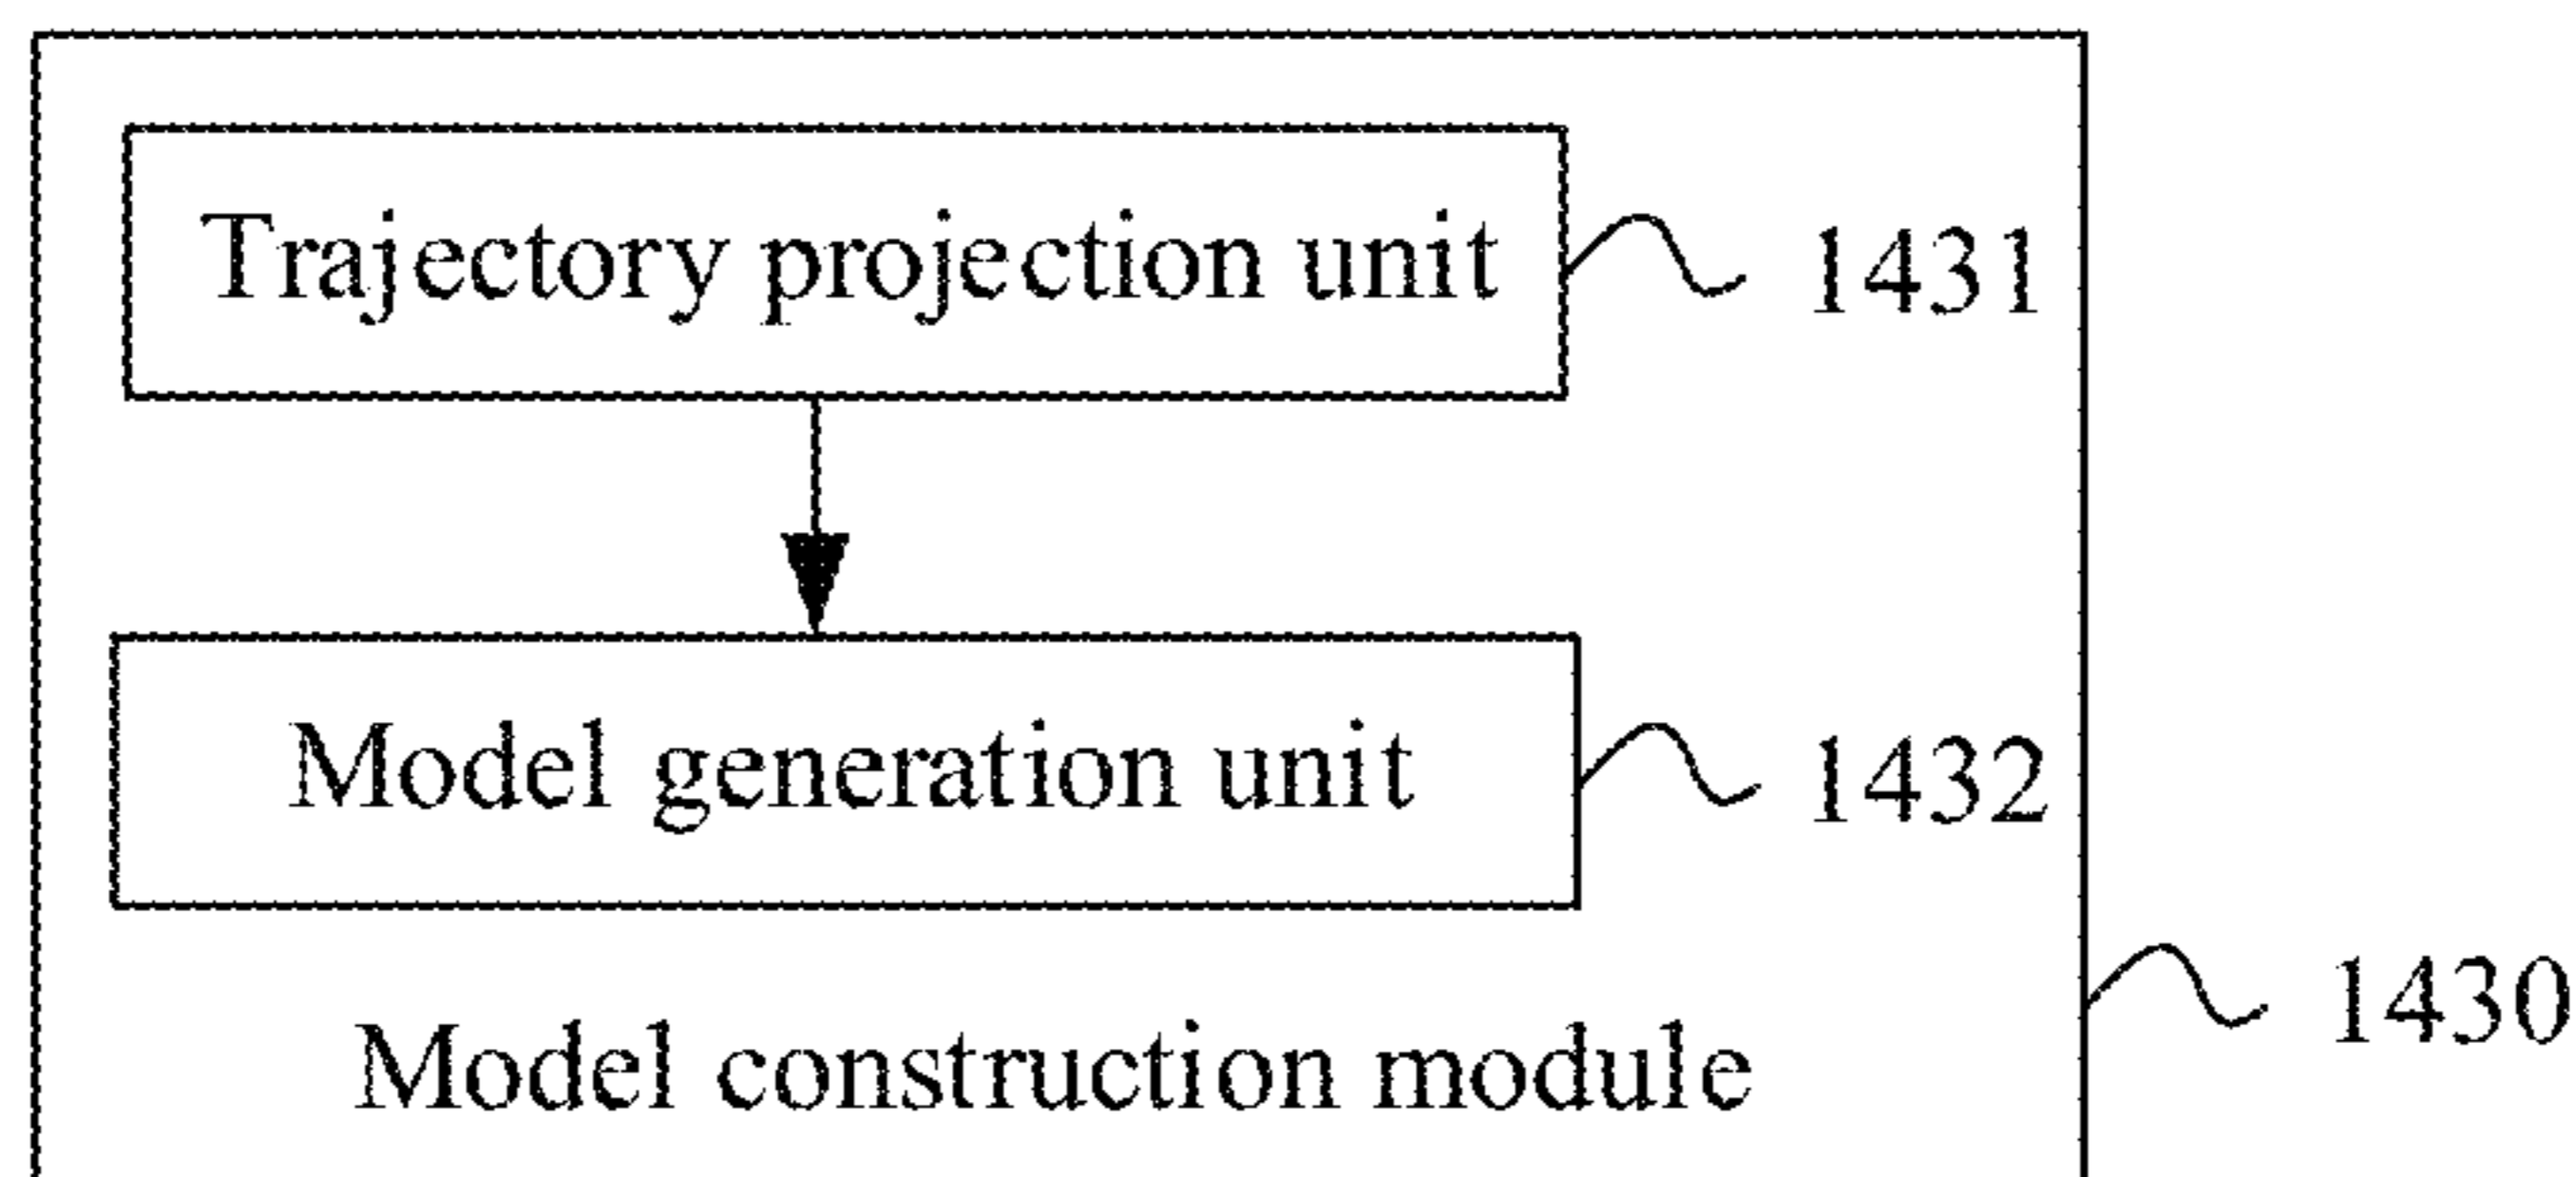 Trajectory projection unit 1431
Model generation unit 1432
1430
Model construction module